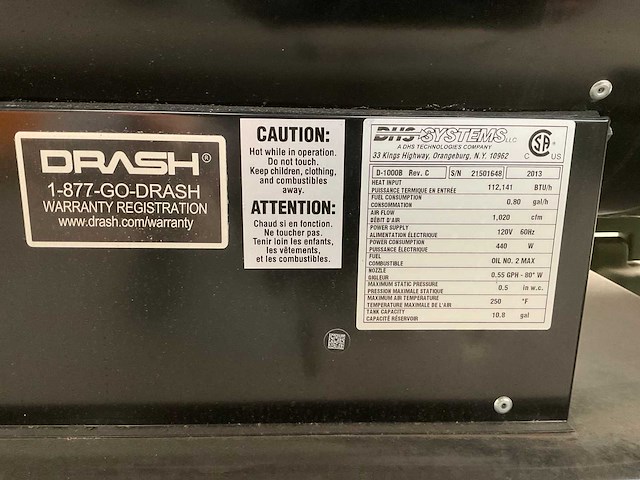 DRASH®
1-877-GO-DRASH
WARRANTY REGISTRATION
www.drash.com/warranty
CAUTION:
Hot while in operation.
Do not touch.
Keep children, clothing,
and combustibles
away.
ATTENTION:
Chaud si en fonction.
Ne toucher pas.
Tenir loin les enfants,
les vêtements,
et les combustibles.
DHS SYSTEMS LLC
A DHS TECHNOLOGIES COMPANY
33 Kings Highway, Orangeburg, N.Y. 10962
C SA US
D-1000B Rev. C S/N 21501648 2013
HEAT INPUT
PUISSANCE TERMIQUE EN ENTRÉE 112,141 BTU/h
FUEL CONSUMPTION
CONSOMMATION 0.80 gal/h
AIR FLOW
DÉBIT D'AIR 1,020 cfm
POWER SUPPLY
ALIMENTATION ÉLECTRIQUE 120V 60Hz
POWER CONSUMPTION
PUISSANCE ÉLECTRIQUE 440 W
FUEL
COMBUSTIBLE OIL NO. 2 MAX
NOZZLE
GIGLEUR 0.55 GPH - 80° W
MAXIMUM STATIC PRESSURE
PRESSION MAXIMALE STATIQUE 0.5 in w.c.
MAXIMUM AIR TEMPERATURE
TEMPERATURE MAXIMALE DE L'AIR 250 °F
TANK CAPACITY
CAPACITÉ RÉSERVOIR 10.8 gal